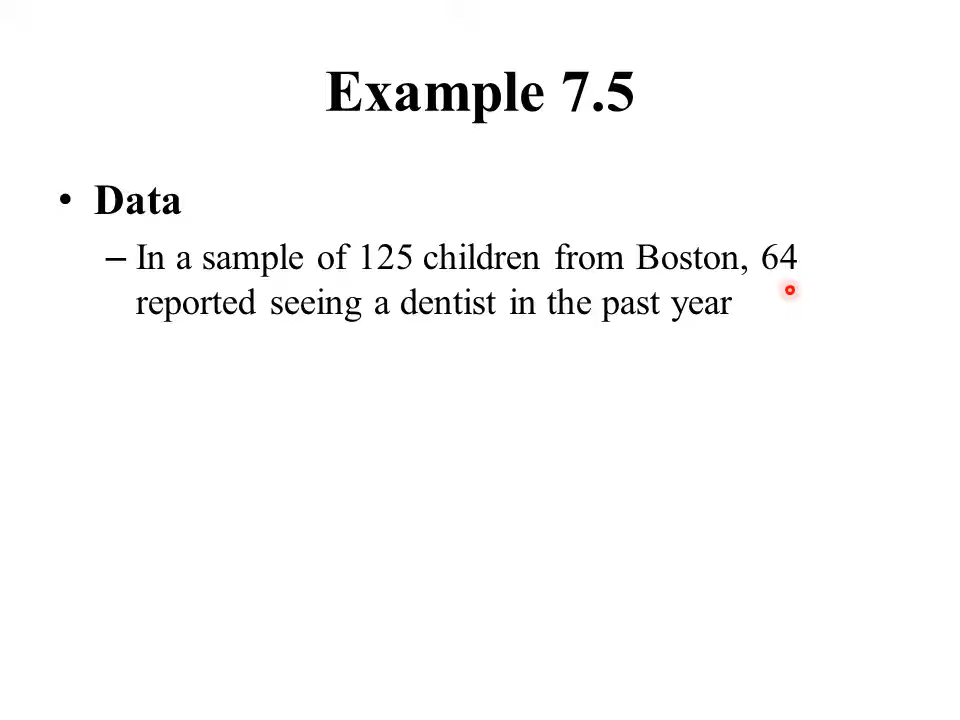 Example 7.5
• Data
– In a sample of 125 children from Boston, 64
reported seeing a dentist in the past year